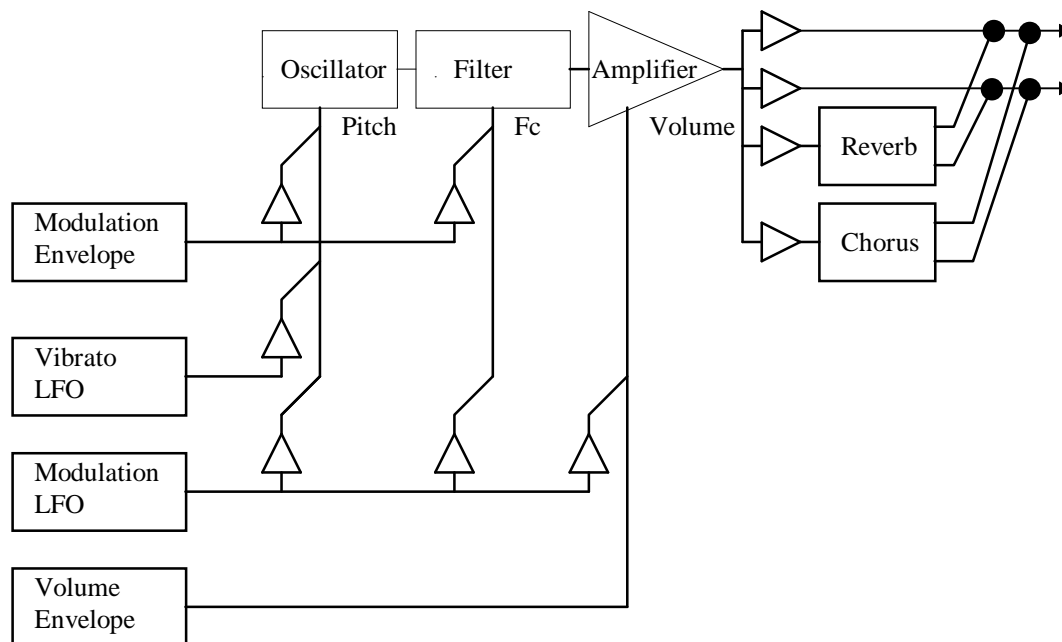 Oscillator
Filter
Amplifier
Pitch
Fc
Volume
Reverb
Modulation
Envelope
Chorus
Vibrato
LFO
Modulation
LFO
Volume
Envelope